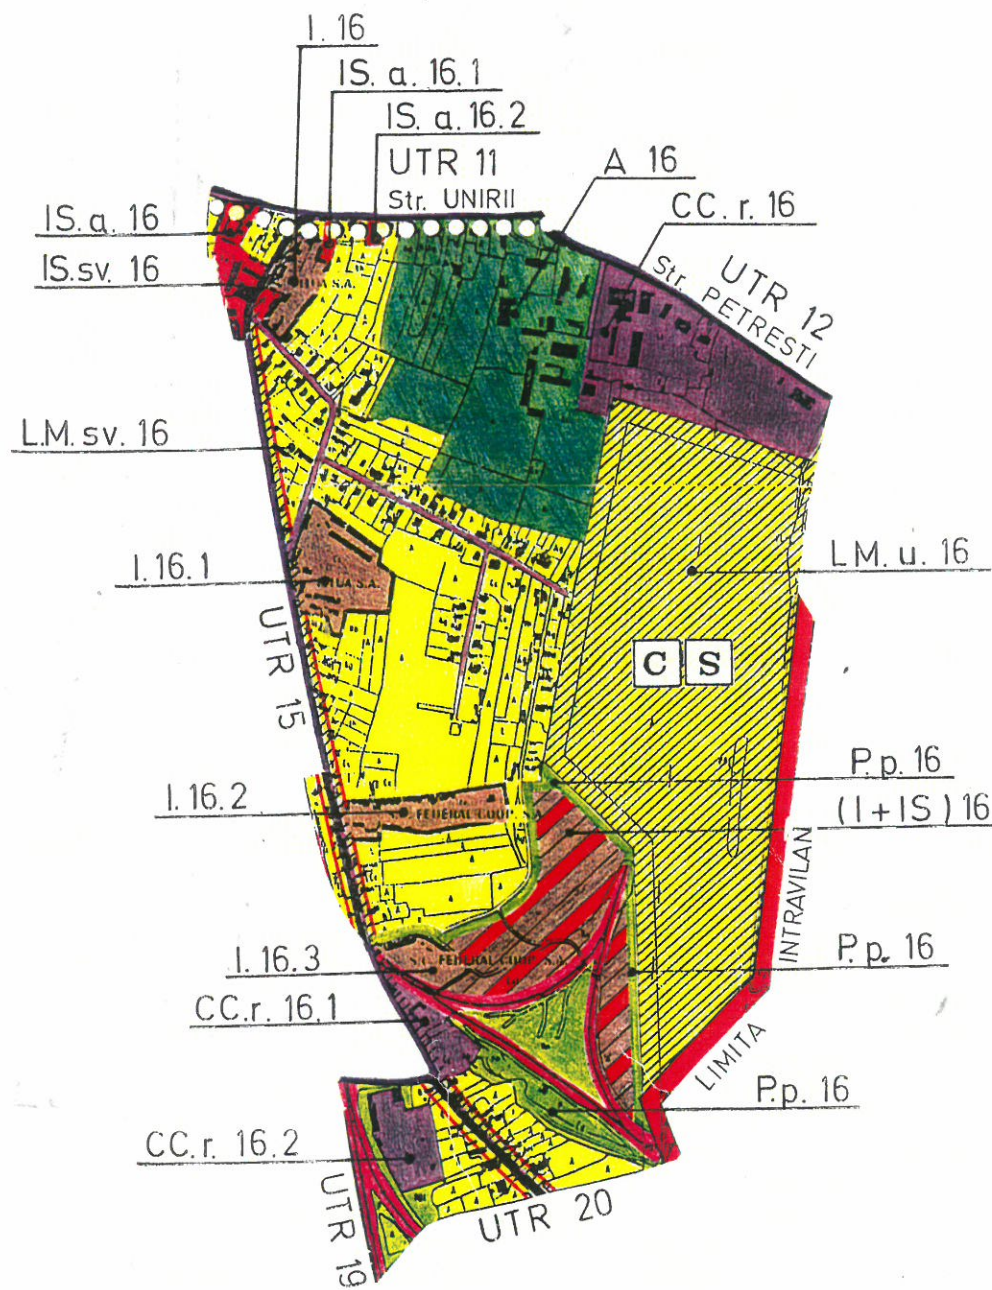 I. 16
IS. a. 16.1
IS. a. 16.2
UTR 11
Str. UNIRII
A 16
CC. r. 16
IS. a. 16
IS. sv. 16
S.A.
UTR 12
Str. PETRESTI
L.M. sv. 16
I. 16.1
S.A.
L M. u. 16
UTR 15
C S
P. p. 16
I. 16.2
FEDERAL COOP S.A.
(I + IS) 16
INTRAVILAN
I. 16.3
S.C. FEDERAL COOP S.A.
P. p. 16
CC.r. 16.1
LIMITA
P.p. 16
CC.r. 16.2
UTR 20
UTR 19